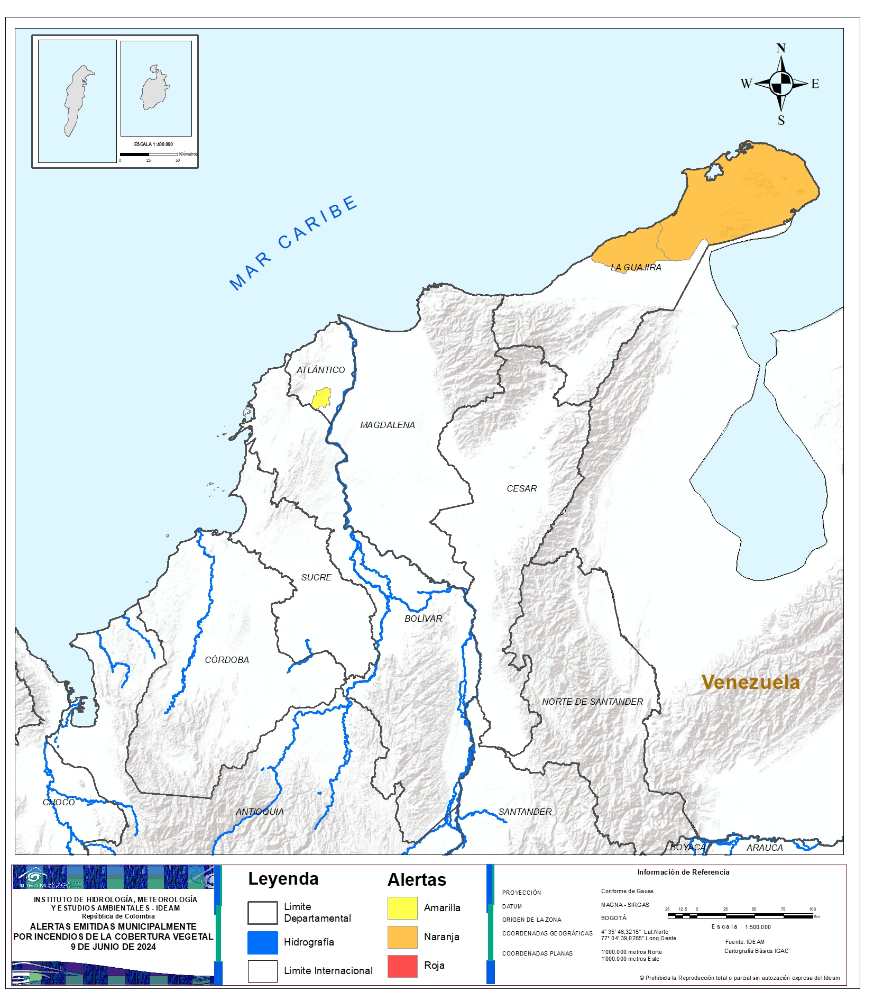 N
W
E
S
ESCALA 1:400.000
Kilómetros
0 25 50
MAR CARIBE
LA GUAJIRA
ATLÁNTICO
MAGDALENA
CESAR
SUCRE
BOLÍVAR
CÓRDOBA
Venezuela
NORTE DE SANTANDER
CHOCÓ
ANTIOQUIA
SANTANDER
BOYACÁ
ARAUCA
IDEAM
INSTITUTO DE HIDROLOGÍA, METEOROLOGÍA
Y ESTUDIOS AMBIENTALES - IDEAM
República de Colombia
ALERTAS EMITIDAS MUNICIPALMENTE
POR INCENDIOS DE LA COBERTURA VEGETAL
9 DE JUNIO DE 2024
Leyenda
Limite
Departamental
Hidrografía
Limite Internacional
Alertas
Amarilla
Naranja
Roja
Información de Referencia
PROYECCIÓN Conforme de Gauss
DATUM MAGNA - SIRGAS
ORIGEN DE LA ZONA BOGOTÁ
COORDENADAS GEOGRÁFICAS 4° 35' 46,3215" Lat.Norte
77° 04' 39,0285" Long.Oeste
COORDENADAS PLANAS 1'000.000 metros Norte
1'000.000 metros Este
25 12,5 0 25 50 75 100
Km
Escala 1:500.000
Fuente: IDEAM
Cartografía Básica IGAC
© Prohibida la Reproducción total o parcial sin autozación expresa del Ideam